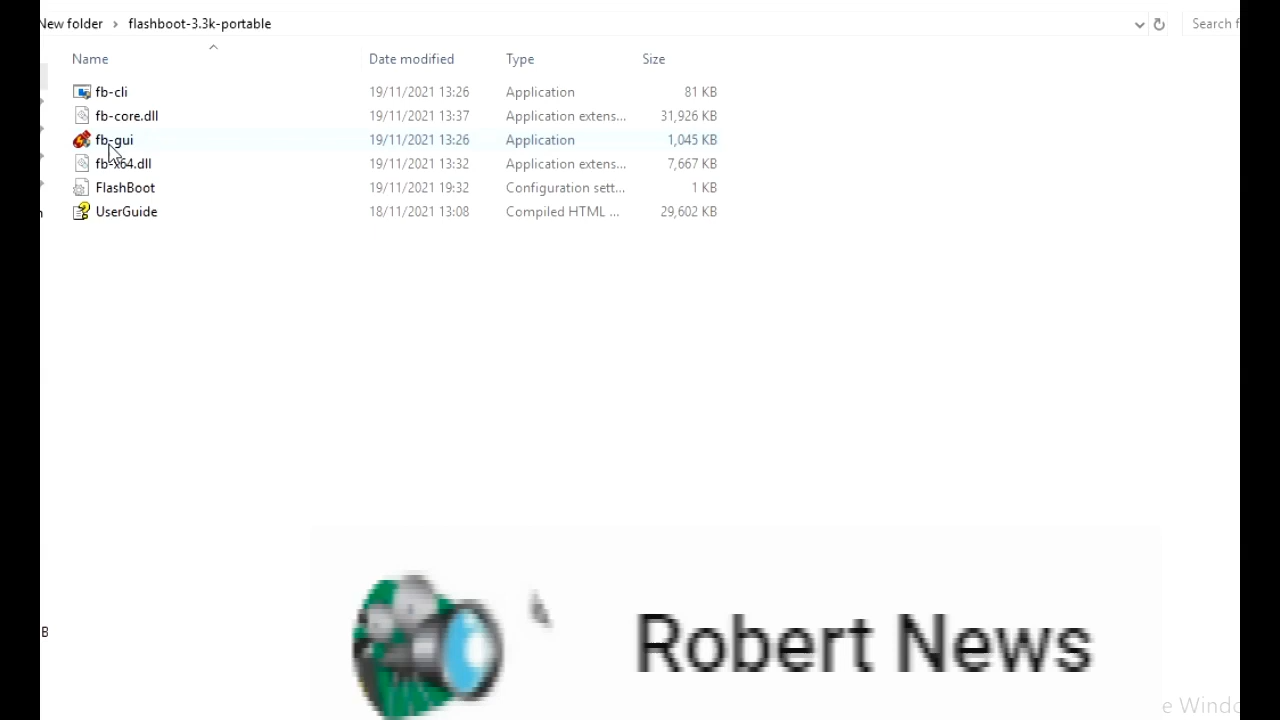 New folder > flashboot-3.3k-portable Search f
Name Date modified Type Size
fb-cli 19/11/2021 13:26 Application 81 KB
fb-core.dll 19/11/2021 13:37 Application extens... 31,926 KB
fb-gui 19/11/2021 13:26 Application 1,045 KB
fb-x64.dll 19/11/2021 13:32 Application extens... 7,667 KB
FlashBoot 19/11/2021 19:32 Configuration sett... 1 KB
UserGuide 18/11/2021 13:08 Compiled HTML ... 29,602 KB
B
Robert News
e Windo